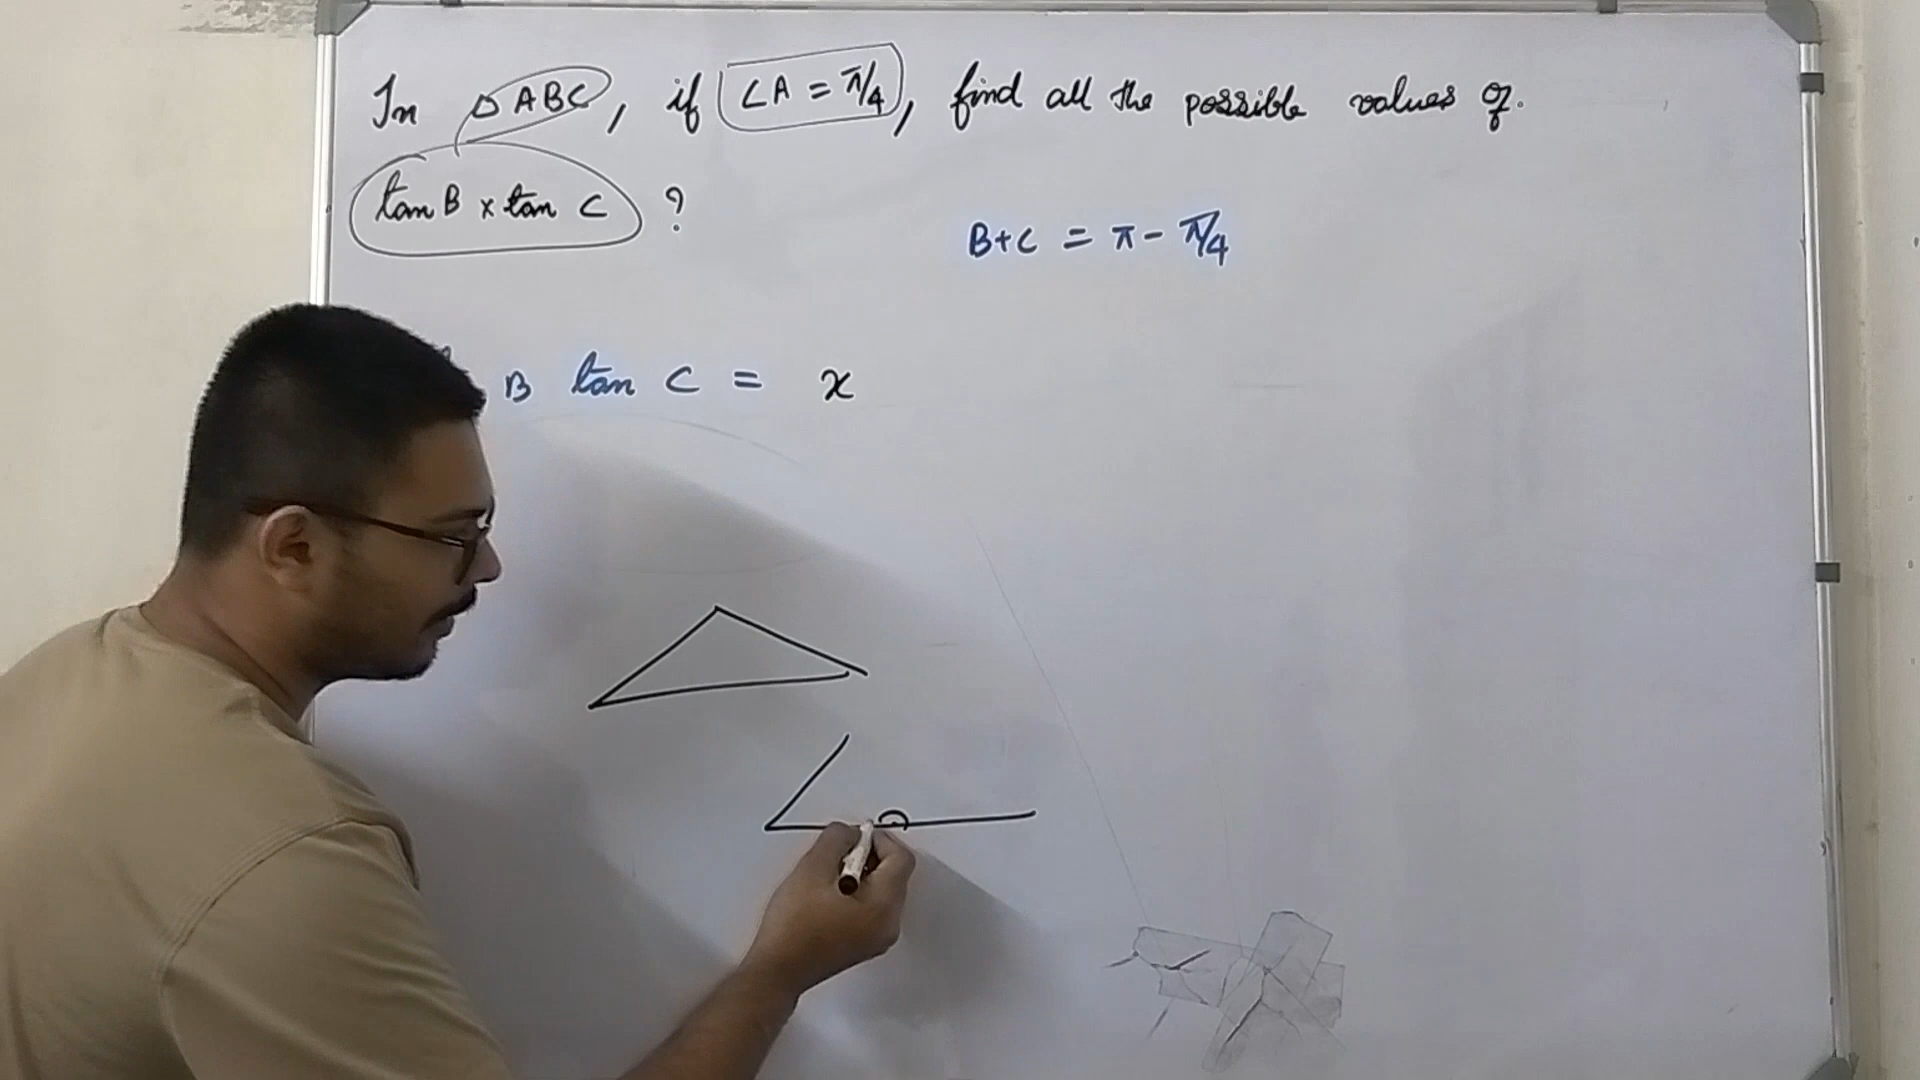 In △ABC, if ∠A = π/4, find all the possible values of.
tan B × tan C ?
B+C = π - π/4
B tan C = x